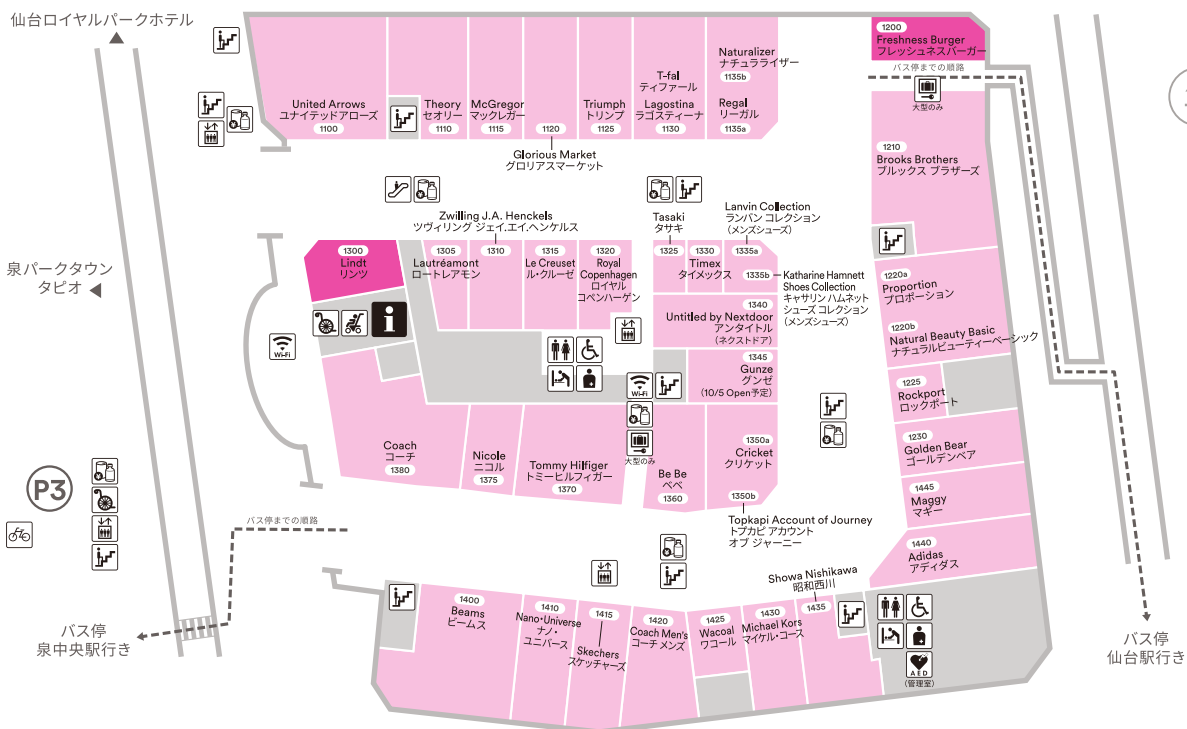 仙台ロイヤルパークホテル
泉パークタウン
タピオ
P3
バス停までの順路
バス停
泉中央駅行き
United Arrows
ユナイテッドアローズ
1100
Theory
セオリー
1110
McGregor
マックレガー
1115
1120
Glorious Market
グロリアスマーケット
Triumph
トリンプ
1125
T-fal
ティファール
Lagostina
ラゴスティーナ
1130
Naturalizer
ナチュラライザー
1135b
Regal
リーガル
1135a
1200
Freshness Burger
フレッシュネスバーガー
バス停までの順路
大型のみ
1210
Brooks Brothers
ブルックス ブラザーズ
1220a
Proportion
プロポーション
1220b
Natural Beauty Basic
ナチュラルビューティーベーシック
1225
Rockport
ロックポート
1230
Golden Bear
ゴールデンベア
1445
Maggy
マギー
1440
Adidas
アディダス
1300
Lindt
リンツ
i
Wi-Fi
1305
Lautréamont
ロートレアモン
Zwilling J.A. Henckels
ツヴィリング ジェイ.エイ.ヘンケルス
1310
1315
Le Creuset
ル・クルーゼ
1320
Royal
Copenhagen
ロイヤル
コペンハーゲン
Tasaki
タサキ
1325
1330
Timex
タイメックス
Lanvin Collection
ランバン コレクション
(メンズシューズ)
1335a
1335b
Katharine Hamnett
Shoes Collection
キャサリン ハムネット
シューズ コレクション
(メンズシューズ)
1340
Untitled by Nextdoor
アンタイトル
(ネクストドア)
1345
Gunze
グンゼ
(10/5 Open予定)
Wi-Fi
大型のみ
1350a
Cricket
クリケット
1350b
Topkapi Account of Journey
トプカピ アカウント
オブ ジャーニー
Be Be
べべ
1360
Tommy Hilfiger
トミーヒルフィガー
1370
Nicole
ニコル
1375
Coach
コーチ
1380
1400
Beams
ビームス
1410
Nano・Universe
ナノ・
ユニバース
1415
Skechers
スケッチャーズ
1420
Coach Men's
コーチ メンズ
1425
Wacoal
ワコール
1430
Michael Kors
マイケル・コース
Showa Nishikawa
昭和西川
1435
AED
(管理室)
バス停
仙台駅行き